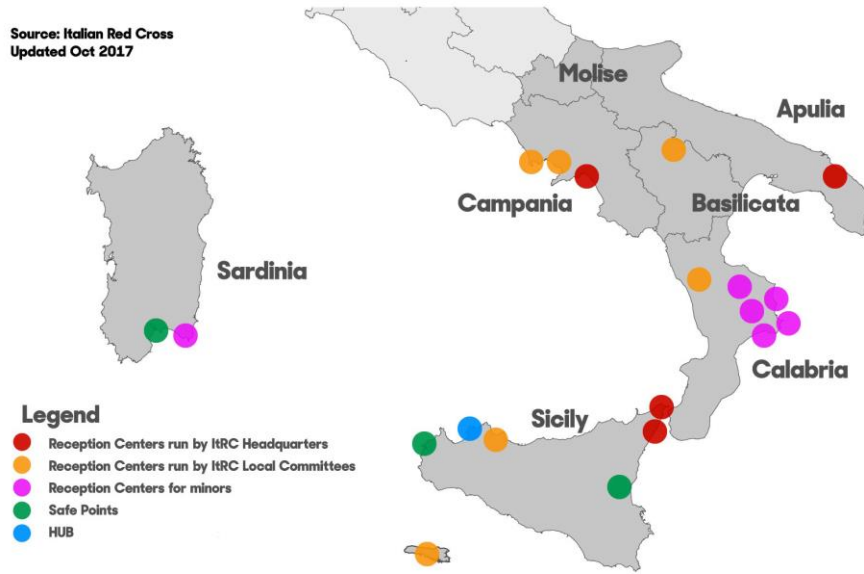 Source: Italian Red Cross
Updated Oct 2017
Molise
Apulia
Campania
Basilicata
Sardinia
Calabria
Sicily
Legend
Reception Centers run by ItRC Headquarters
Reception Centers run by ItRC Local Committees
Reception Centers for minors
Safe Points
HUB